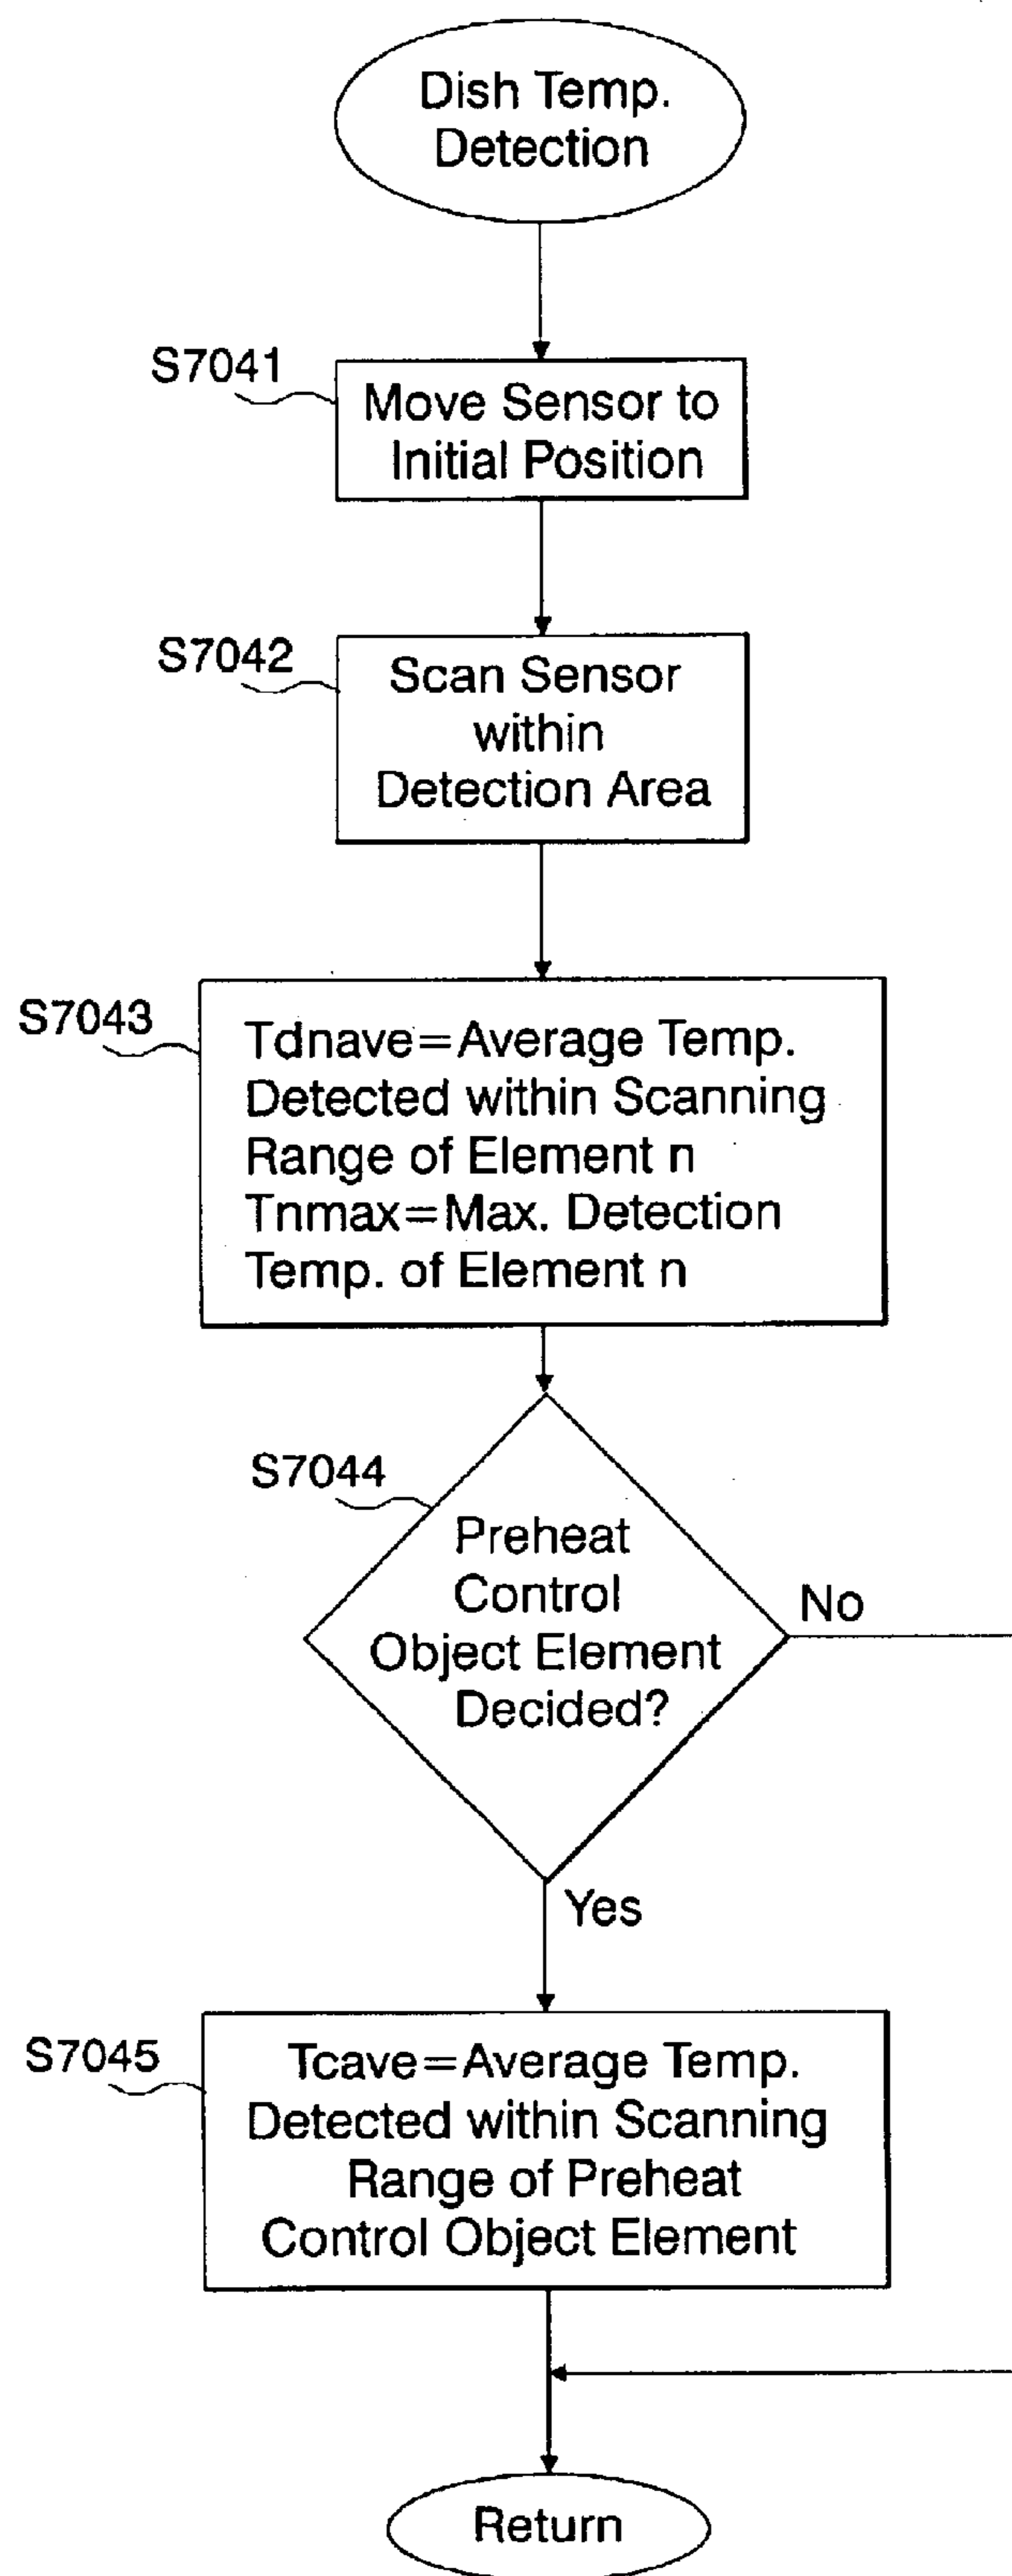 Dish Temp.
Detection
S7041
Move Sensor to
Initial Position
S7042
Scan Sensor
within
Detection Area
S7043
Tdnave=Average Temp.
Detected within Scanning
Range of Element n
Tnmax=Max. Detection
Temp. of Element n
S7044
Preheat
Control
Object Element
Decided?
No
Yes
S7045
Tcave=Average Temp.
Detected within Scanning
Range of Preheat
Control Object Element
Return